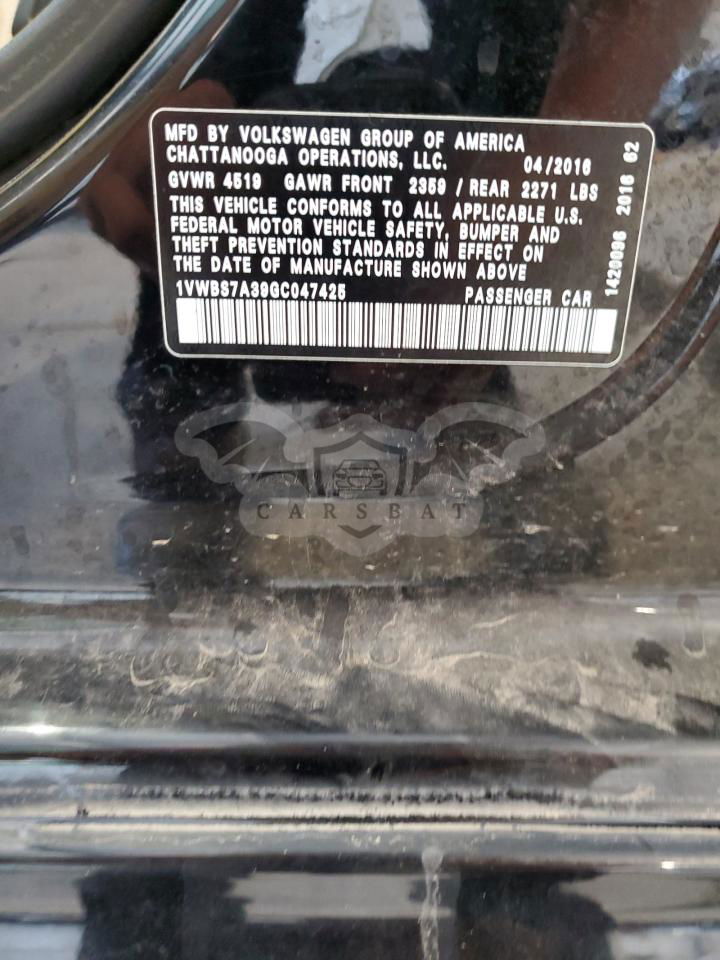 MFD BY VOLKSWAGEN GROUP OF AMERICA
CHATTANOOGA OPERATIONS, LLC. 04/2016
GVWR 4519 GAWR FRONT 2359 / REAR 2271 LBS
THIS VEHICLE CONFORMS TO ALL APPLICABLE U.S.
FEDERAL MOTOR VEHICLE SAFETY, BUMPER AND
THEFT PREVENTION STANDARDS IN EFFECT ON
THE DATE OF MANUFACTURE SHOWN ABOVE
1VWBS7A39GC047425 PASSENGER CAR
1429096 2016 62
CARSBAT